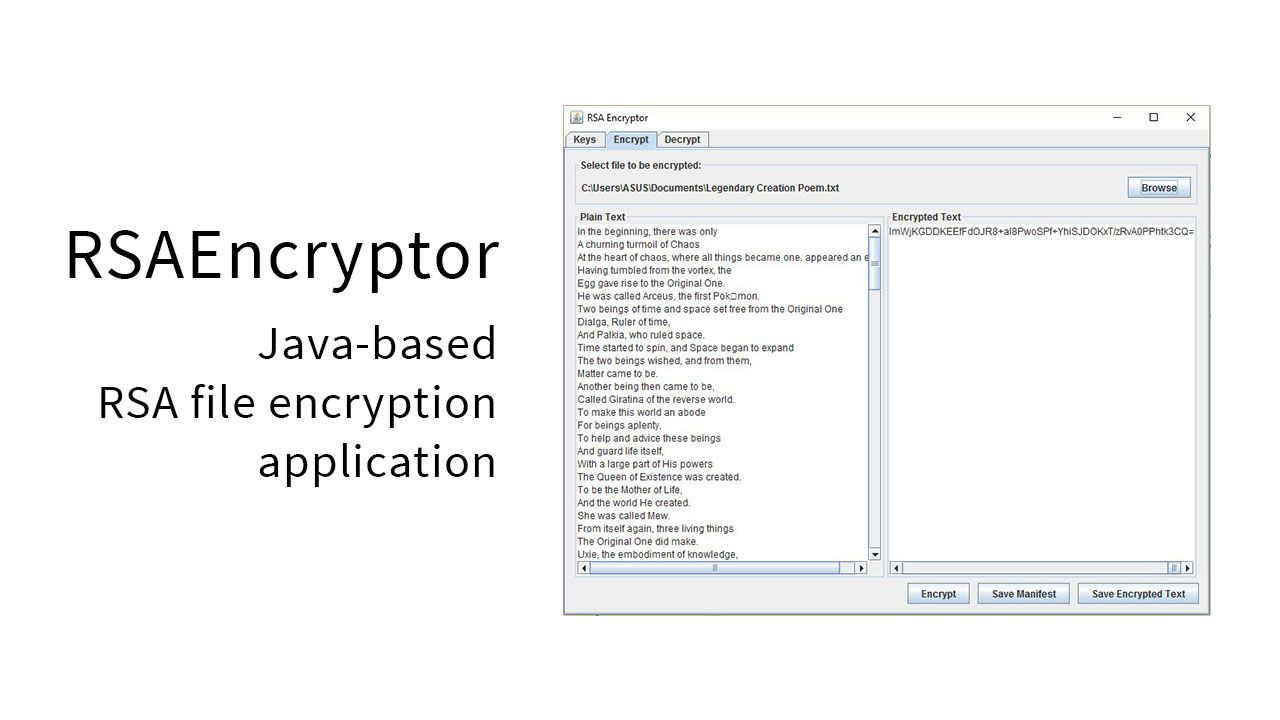 RSAEncryptor
Java-based
RSA file encryption
application
RSA Encryptor
Keys Encrypt Decrypt
Select file to be encrypted:
C:\Users\ASUS\Documents\Legendary Creation Poem.txt Browse
Plain Text
In the beginning, there was only
A churning turmoil of Chaos
At the heart of chaos, where all things became one, appeared an e
Having tumbled from the vortex, the
Egg gave rise to the Original One.
He was called Arceus, the first Pok□mon.
Two beings of time and space set free from the Original One
Dialga, Ruler of time,
And Palkia, who ruled space.
Time started to spin, and Space began to expand
The two beings wished, and from them,
Matter came to be.
Another being then came to be,
Called Giratina of the reverse world.
To make this world an abode
For beings aplenty,
To help and advice these beings
And guard life itself,
With a large part of His powers
The Queen of Existence was created.
To be the Mother of Life,
And the world He created.
She was called Mew.
From itself again, three living things
The Original One did make.
Uxie, the embodiment of knowledge,
Encrypted Text
ImWjKGDDKEEfFdOJR8+al8PwoSPf+YhiSJDOKxT/zRvA0PPhtk3CQ=
Encrypt Save Manifest Save Encrypted Text